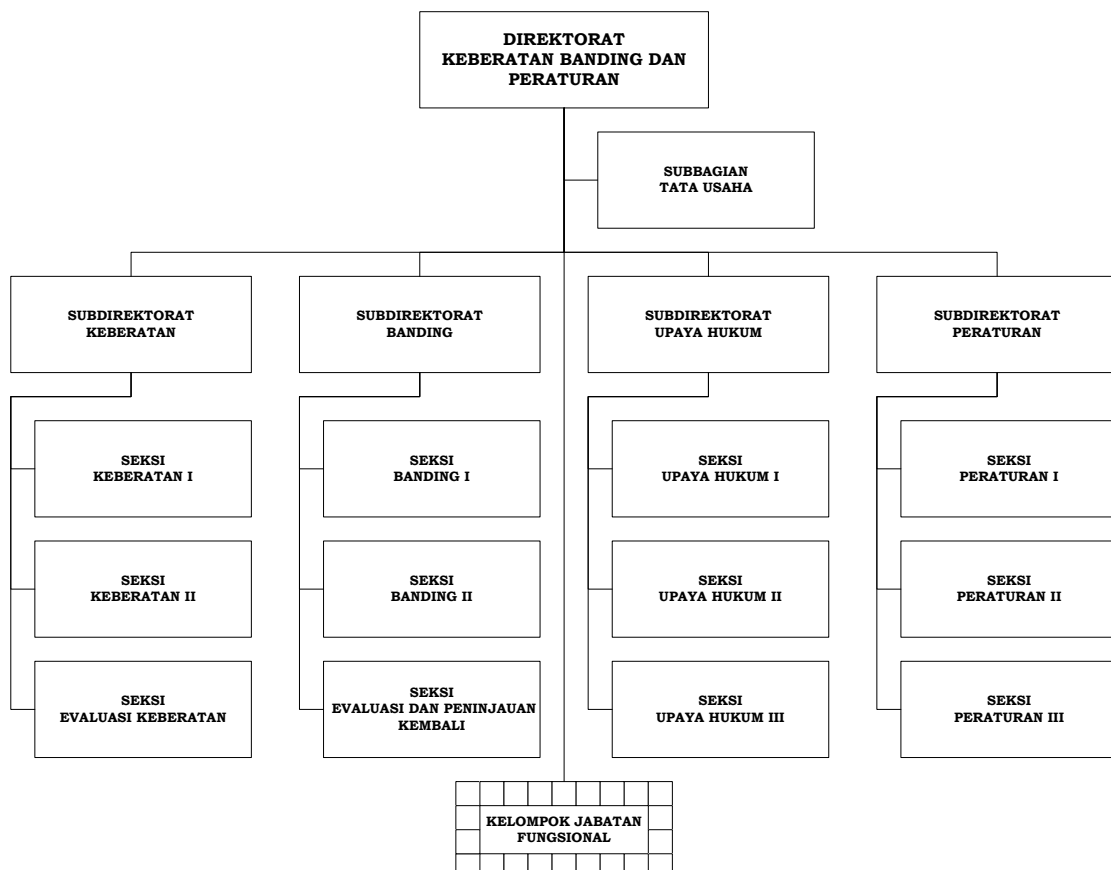 DIREKTORAT
KEBERATAN BANDING DAN
PERATURAN
SUBBAGIAN
TATA USAHA
SUBDIREKTORAT
KEBERATAN
SUBDIREKTORAT
BANDING
SUBDIREKTORAT
UPAYA HUKUM
SUBDIREKTORAT
PERATURAN
SEKSI
KEBERATAN I
SEKSI
BANDING I
SEKSI
UPAYA HUKUM I
SEKSI
PERATURAN I
SEKSI
KEBERATAN II
SEKSI
BANDING II
SEKSI
UPAYA HUKUM II
SEKSI
PERATURAN II
SEKSI
EVALUASI KEBERATAN
SEKSI
EVALUASI DAN PENINJAUAN
KEMBALI
SEKSI
UPAYA HUKUM III
SEKSI
PERATURAN III
KELOMPOK JABATAN
FUNGSIONAL